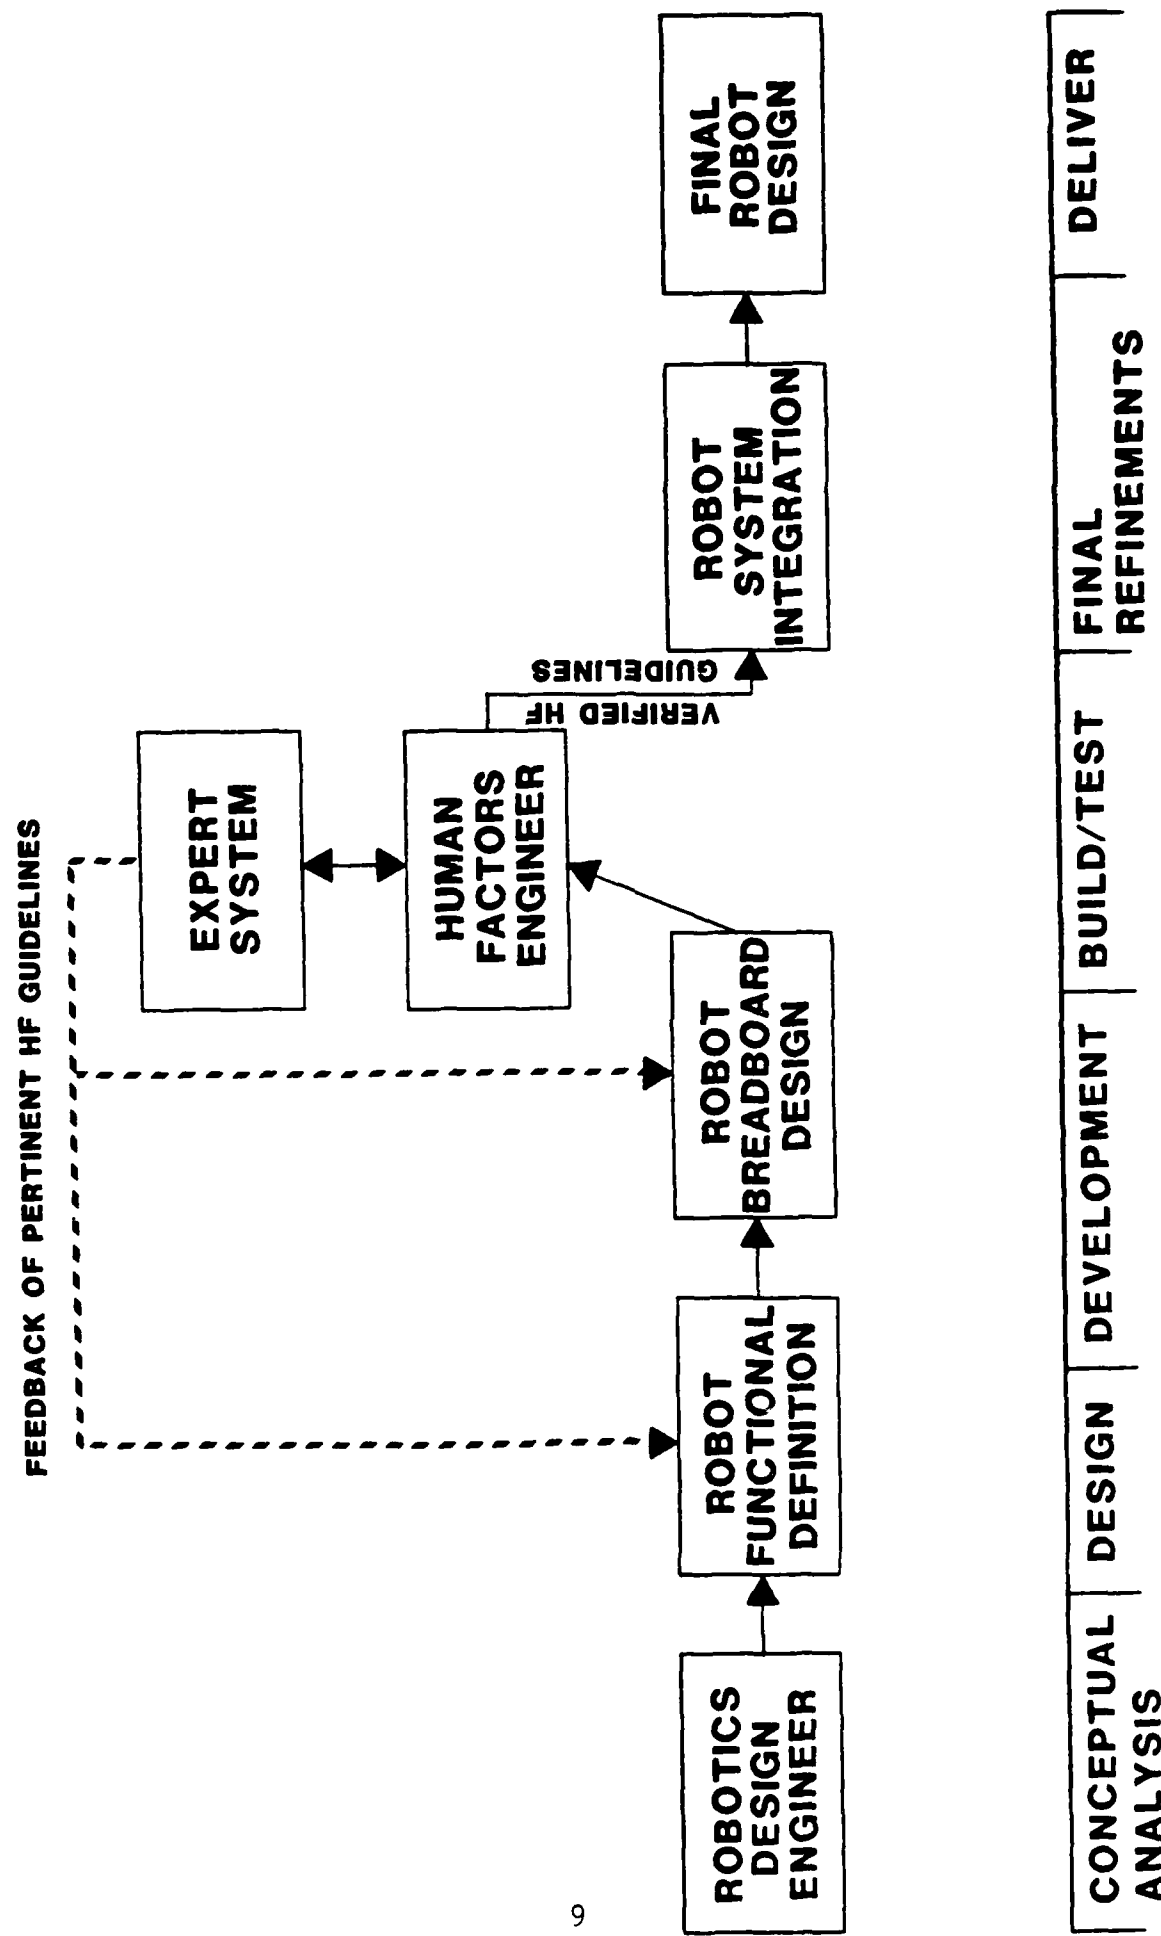 FEEDBACK OF PERTINENT HF GUIDELINES
EXPERT
SYSTEM
HUMAN
FACTORS
ENGINEER
VERIFIED HF
GUIDELINES
ROBOTICS
DESIGN
ENGINEER
ROBOT
FUNCTIONAL
DEFINITION
ROBOT
BREADBOARD
DESIGN
ROBOT
SYSTEM
INTEGRATION
FINAL
ROBOT
DESIGN
CONCEPTUAL
ANALYSIS
DESIGN
DEVELOPMENT
BUILD/TEST
FINAL
REFINEMENTS
DELIVER
9